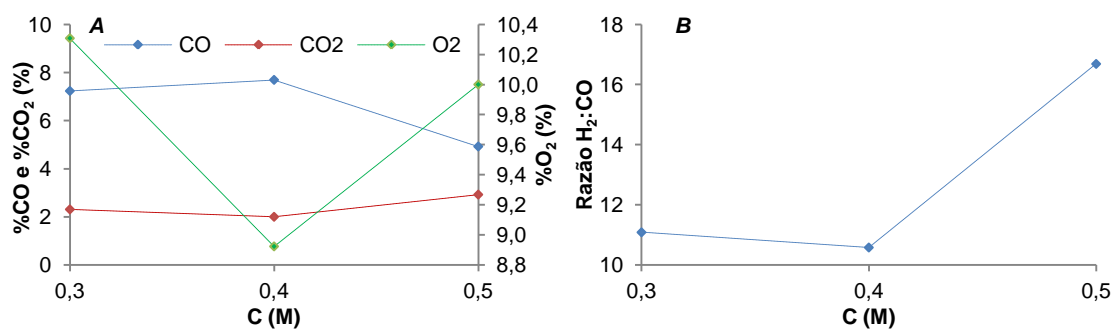 A
CO
CO2
O2
%CO e %CO₂ (%)
10
8
6
4
2
0
10,4
10,2
10,0
9,8
9,6
9,4
9,2
9,0
8,8
%O₂ (%)
0,3
0,4
0,5
C (M)
B
Razão H₂:CO
18
16
14
12
10
0,3
0,4
0,5
C (M)